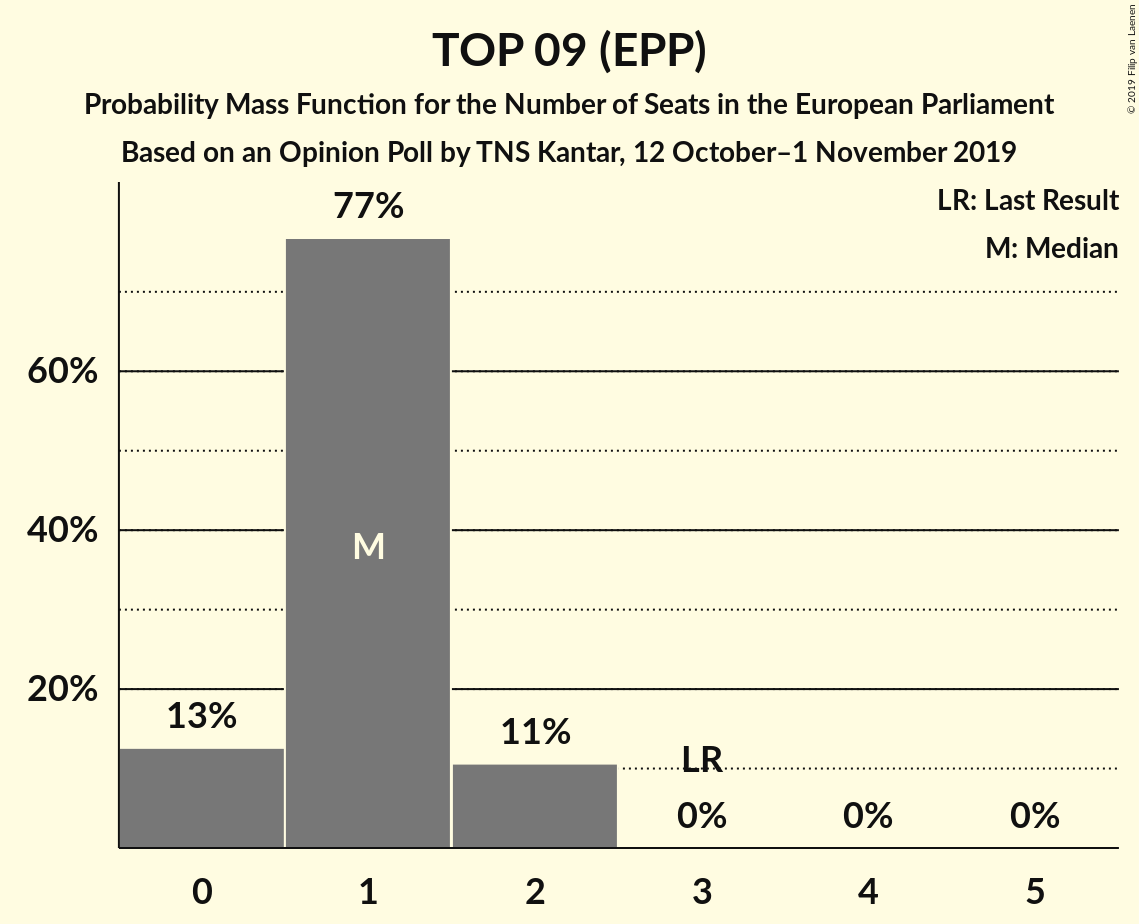 TOP 09 (EPP)
Probability Mass Function for the Number of Seats in the European Parliament
Based on an Opinion Poll by TNS Kantar, 12 October–1 November 2019
© 2019 Filip van Laenen
LR: Last Result
M: Median
77%
60%
40%
20%
M
13%
11%
LR
0%
0%
0%
0
1
2
3
4
5